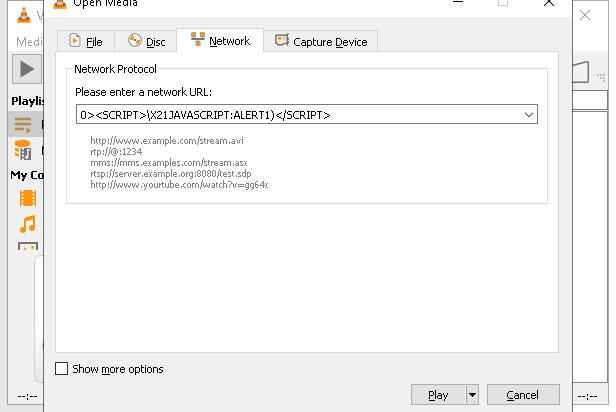 V
Open Media
Medi
File
Disc
Network
Capture Device
Network Protocol
Playlis
Please enter a network URL:
0><SCRIPT>\X21JAVASCRIPT:ALERT1)</SCRIPT>
http://www.example.com/stream.avi
rtp://@:1234
mms://mms.examples.com/stream.asx
rtsp://server.example.org:8080/test.sdp
http://www.yourtube.com/watch?v=gg64x
My Co
Show more options
--:--
Play
Cancel
--:--